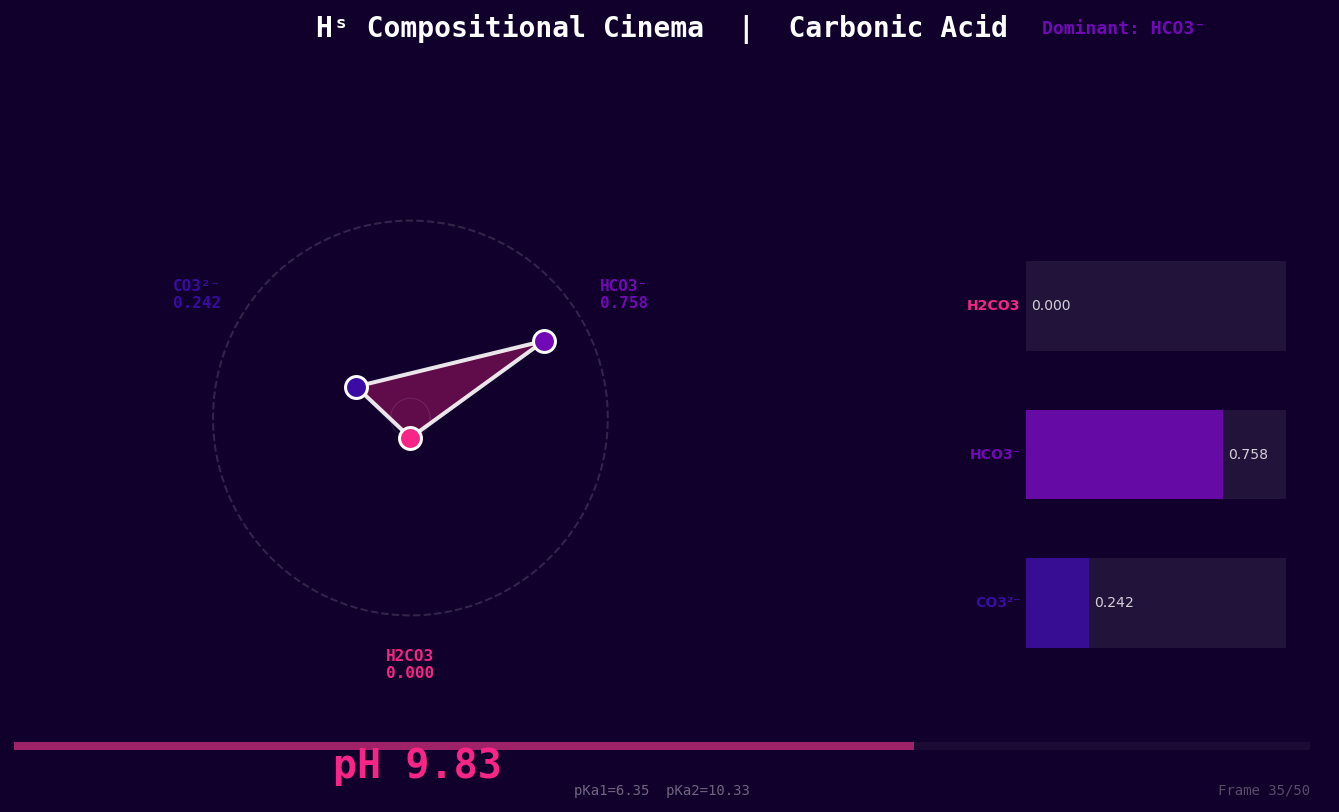 Hˢ Compositional Cinema | Carbonic Acid
Dominant: HCO3⁻
CO3²⁻
0.242
HCO3⁻
0.758
H2CO3
0.000
H2CO3
0.000
HCO3⁻
0.758
CO3²⁻
0.242
pH 9.83
pKa1=6.35 pKa2=10.33
Frame 35/50